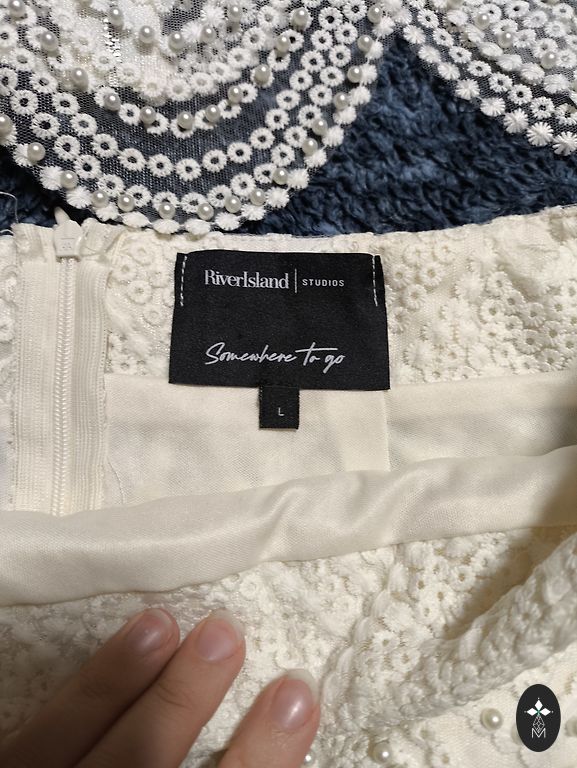 RiverIsland | STUDIOS
Somewhere to go
L
M